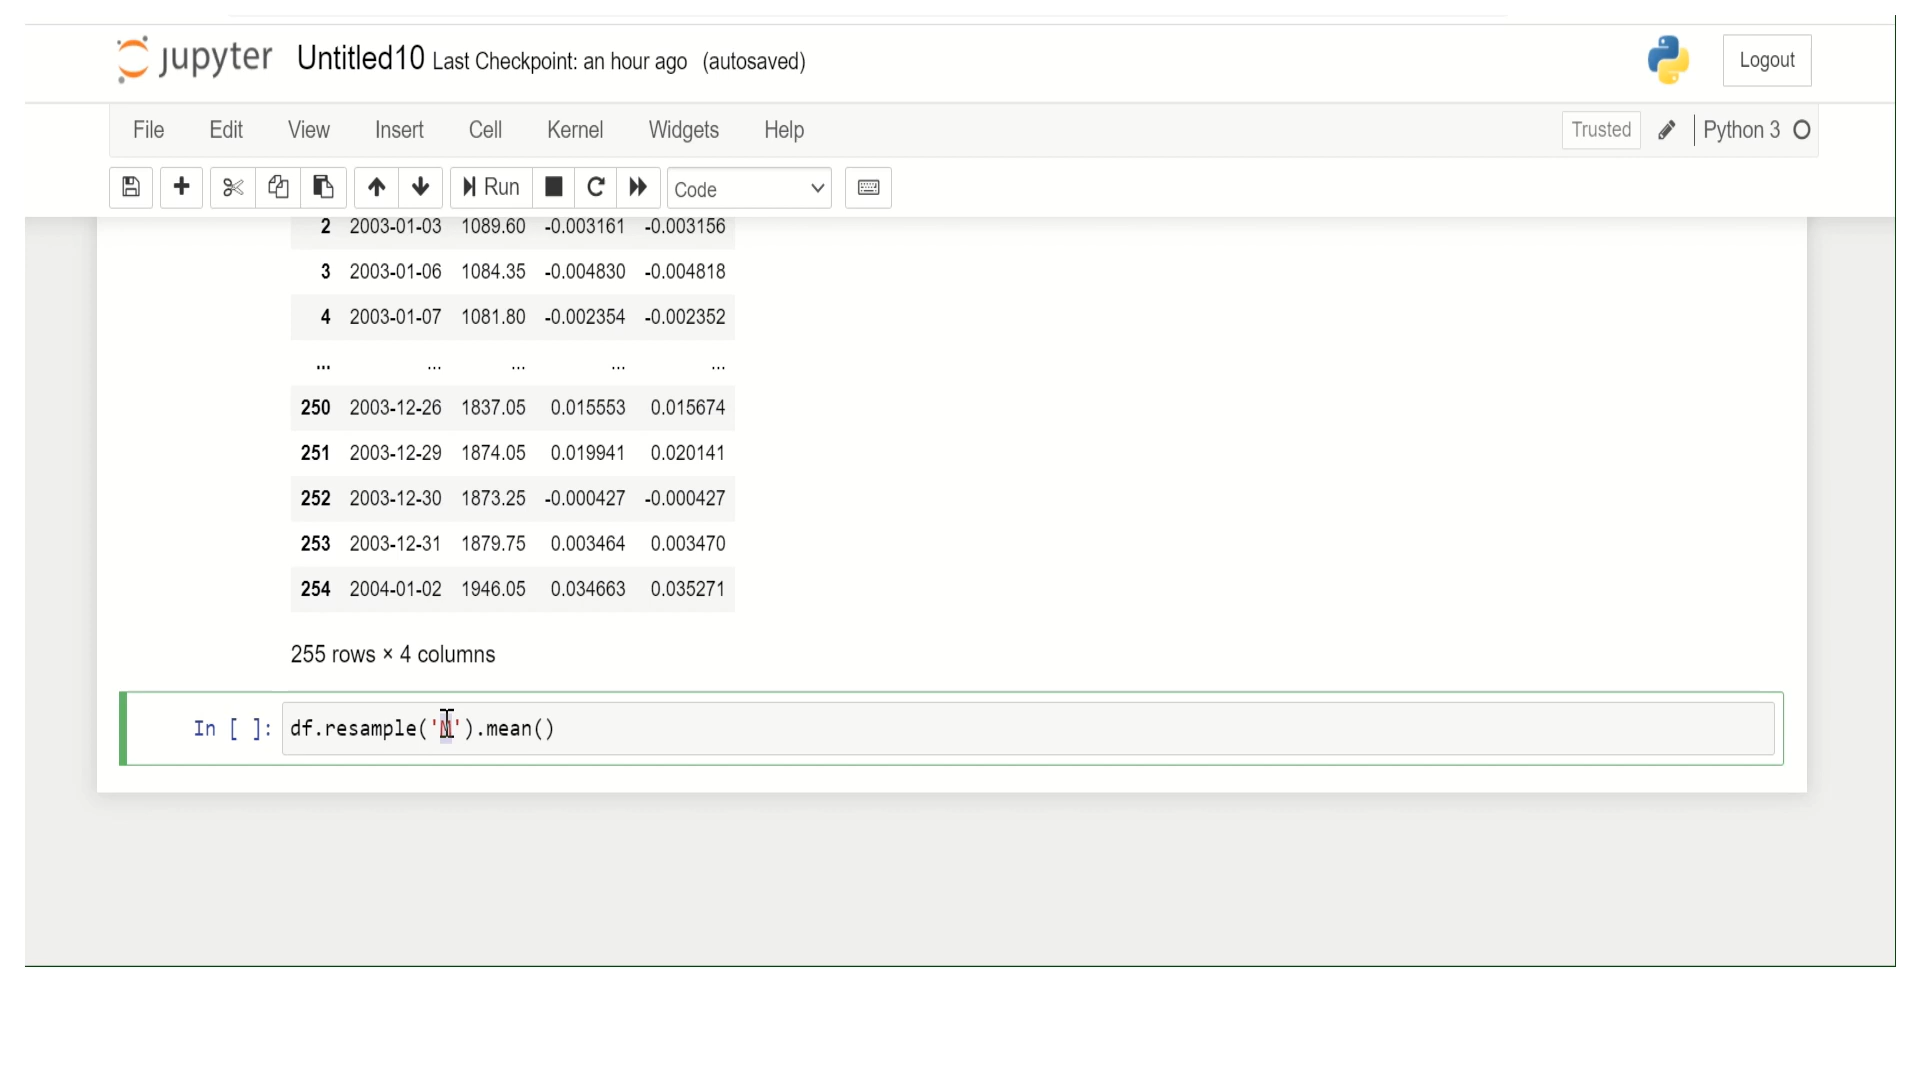 jupyter Untitled10 Last Checkpoint: an hour ago (autosaved)
Logout
File Edit View Insert Cell Kernel Widgets Help
Trusted Python 3
Run Code
2 2003-01-03 1089.60 -0.003161 -0.003156
3 2003-01-06 1084.35 -0.004830 -0.004818
4 2003-01-07 1081.80 -0.002354 -0.002352
... ... ... ... ...
250 2003-12-26 1837.05 0.015553 0.015674
251 2003-12-29 1874.05 0.019941 0.020141
252 2003-12-30 1873.25 -0.000427 -0.000427
253 2003-12-31 1879.75 0.003464 0.003470
254 2004-01-02 1946.05 0.034663 0.035271
255 rows × 4 columns
In [ ]: df.resample('M').mean()